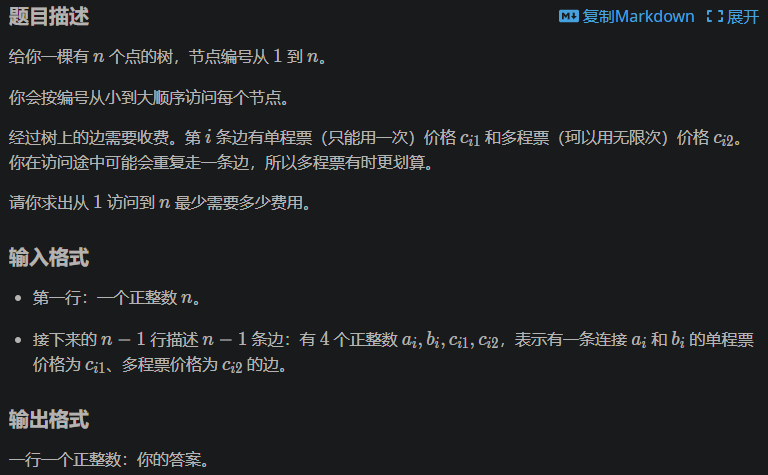 题目描述
复制Markdown 展开
给你一棵有 n 个点的树，节点编号从 1 到 n。
你会按编号从小到大顺序访问每个节点。
经过树上的边需要收费。第 i 条边有单程票（只能用一次）价格 c_{i1} 和多程票（珂以用无限次）价格 c_{i2}。
你在访问途中可能会重复走一条边，所以多程票有时更划算。
请你求出从 1 访问到 n 最少需要多少费用。
输入格式
• 第一行：一个正整数 n。
• 接下来的 n − 1 行描述 n − 1 条边：有 4 个正整数 a_i, b_i, c_{i1}, c_{i2}，表示有一条连接 a_i 和 b_i 的单程票
价格为 c_{i1}、多程票价格为 c_{i2} 的边。
输出格式
一行一个正整数：你的答案。